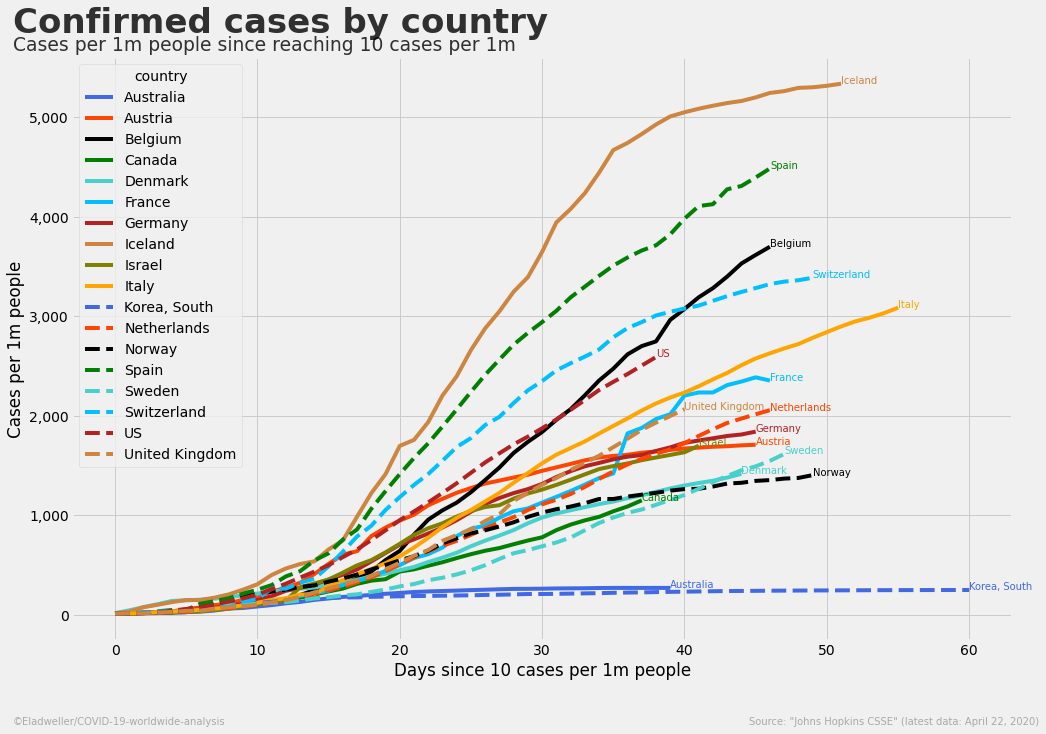 Confirmed cases by country
Cases per 1m people since reaching 10 cases per 1m
country
Australia
Austria
Belgium
Canada
Denmark
France
Germany
Iceland
Israel
Italy
Korea, South
Netherlands
Norway
Spain
Sweden
Switzerland
US
United Kingdom
Cases per 1m people
5,000
4,000
3,000
2,000
1,000
0
Iceland
Spain
Belgium
Switzerland
Italy
US
France
United Kingdom
Netherlands
Germany
Austria
Israel
Sweden
Denmark
Norway
Canada
Australia
Korea, South
0 10 20 30 40 50 60
Days since 10 cases per 1m people
©Eladweller/COVID-19-worldwide-analysis
Source: "Johns Hopkins CSSE" (latest data: April 22, 2020)